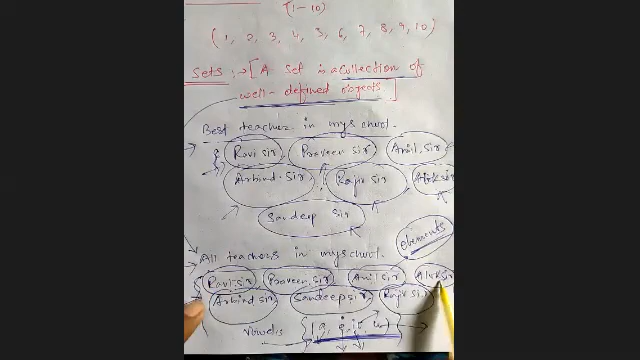 (1-10)
(1, 2, 3, 4, 5, 6, 7, 8, 9, 10)
Sets :→ [A set is a collection of
well-defined objects]
Best teacher in my school.
{ Ravi sir Praveen sir Anil sir
Arbind sir Rajiv sir Alok sir
Sandeep sir
elements
All teachers in my school.
{ Ravi sir Praveen sir Anil sir Alok sir
Arbind sir Sandeep sir Rajiv sir
Vowels {